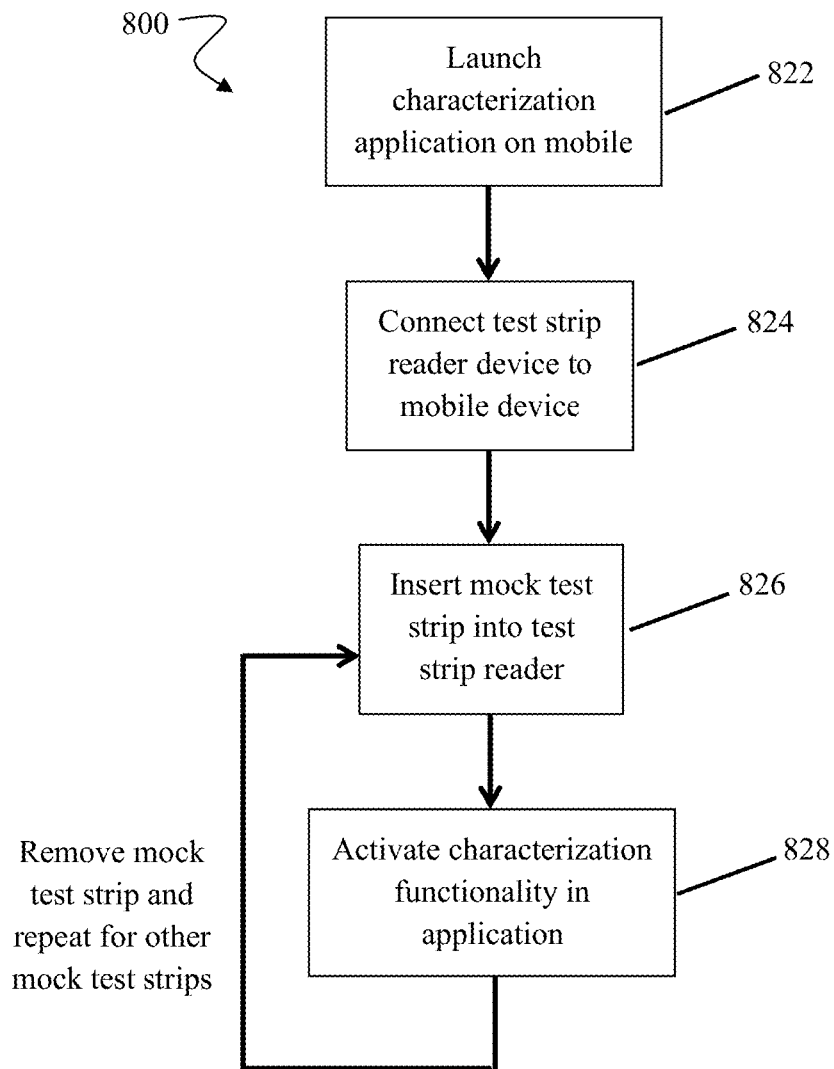 800
Launch
characterization
application on mobile
822
Connect test strip
reader device to
mobile device
824
Insert mock test
strip into test
strip reader
826
Activate characterization
functionality in
application
828
Remove mock
test strip and
repeat for other
mock test strips